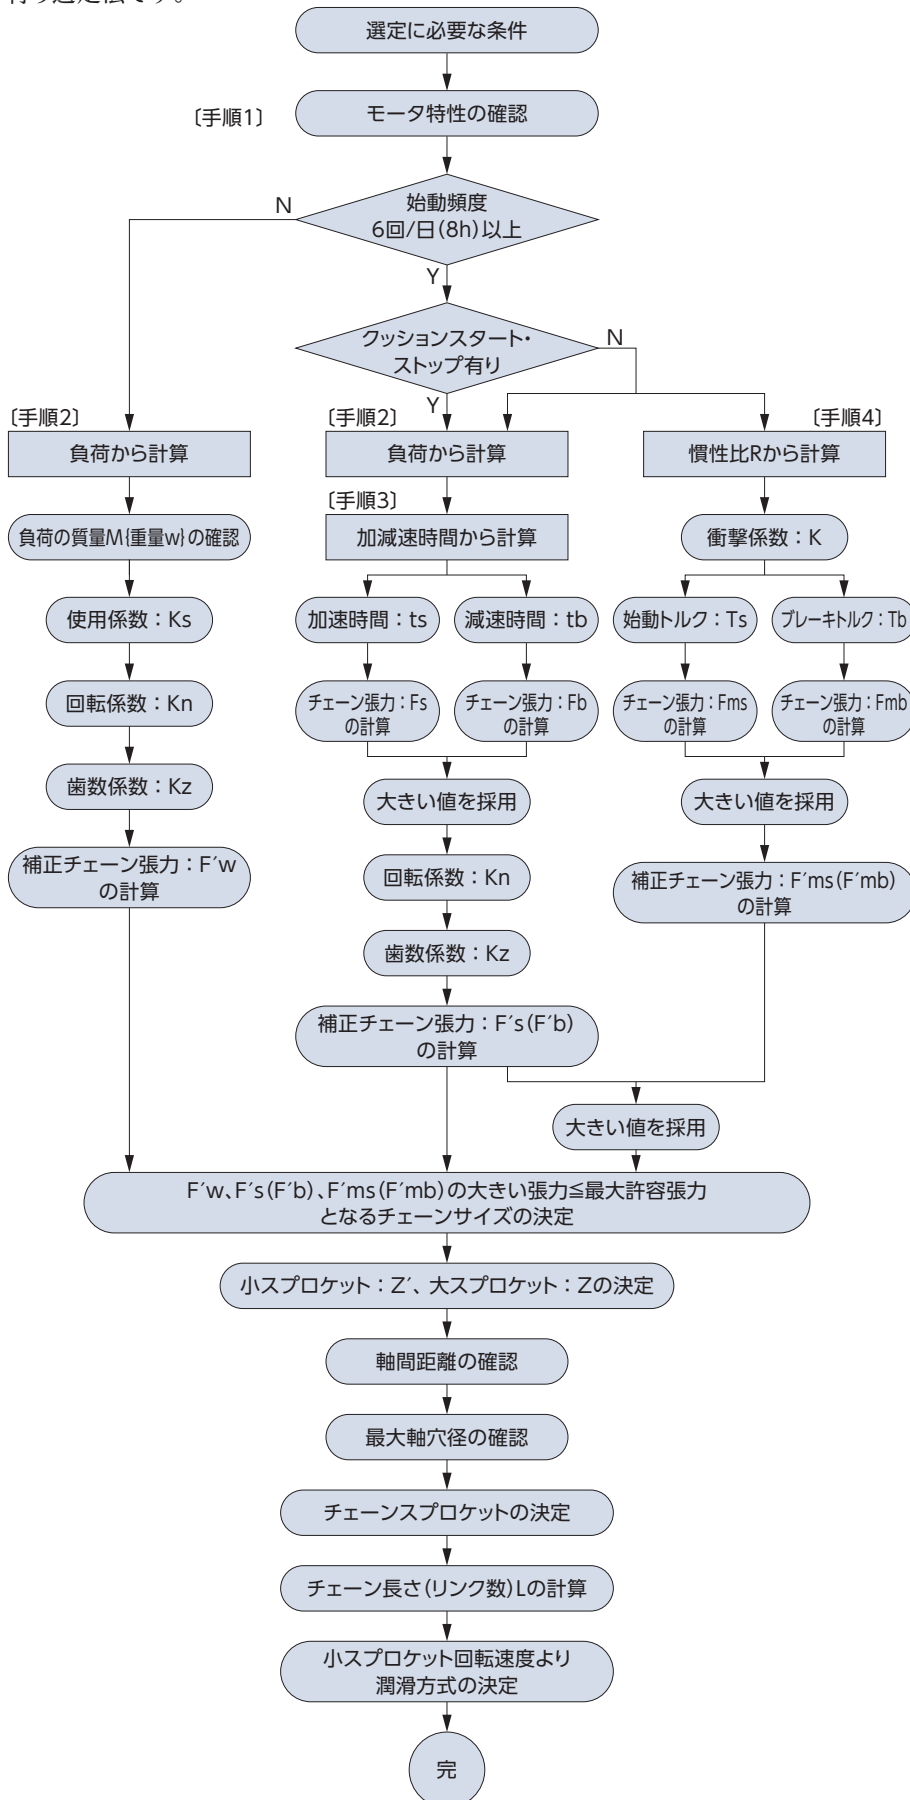 選定に必要な条件
〔手順1〕
モータ特性の確認
始動頻度
6回/日(8h)以上
N
Y
クッションスタート・
ストップ有り
N
Y
〔手順2〕
負荷から計算
負荷の質量M{重量w}の確認
使用係数:Ks
回転係数:Kn
歯数係数:Kz
補正チェーン張力:F′w
の計算
〔手順2〕
負荷から計算
〔手順3〕
加減速時間から計算
加速時間:ts
減速時間:tb
チェーン張力:Fs
の計算
チェーン張力:Fb
の計算
大きい値を採用
回転係数:Kn
歯数係数:Kz
補正チェーン張力:F′s(F′b)
の計算
〔手順4〕
慣性比Rから計算
衝撃係数:K
始動トルク:Ts
ブレーキトルク:Tb
チェーン張力:Fms
の計算
チェーン張力:Fmb
の計算
大きい値を採用
補正チェーン張力:F′ms(F′mb)
の計算
大きい値を採用
F′w、F′s(F′b)、F′ms(F′mb)の大きい張力≦最大許容張力
となるチェーンサイズの決定
小スプロケット:Z′、大スプロケット:Zの決定
軸間距離の確認
最大軸穴径の確認
チェーンスプロケットの決定
チェーン長さ(リンク数)Lの計算
小スプロケット回転速度より
潤滑方式の決定
完